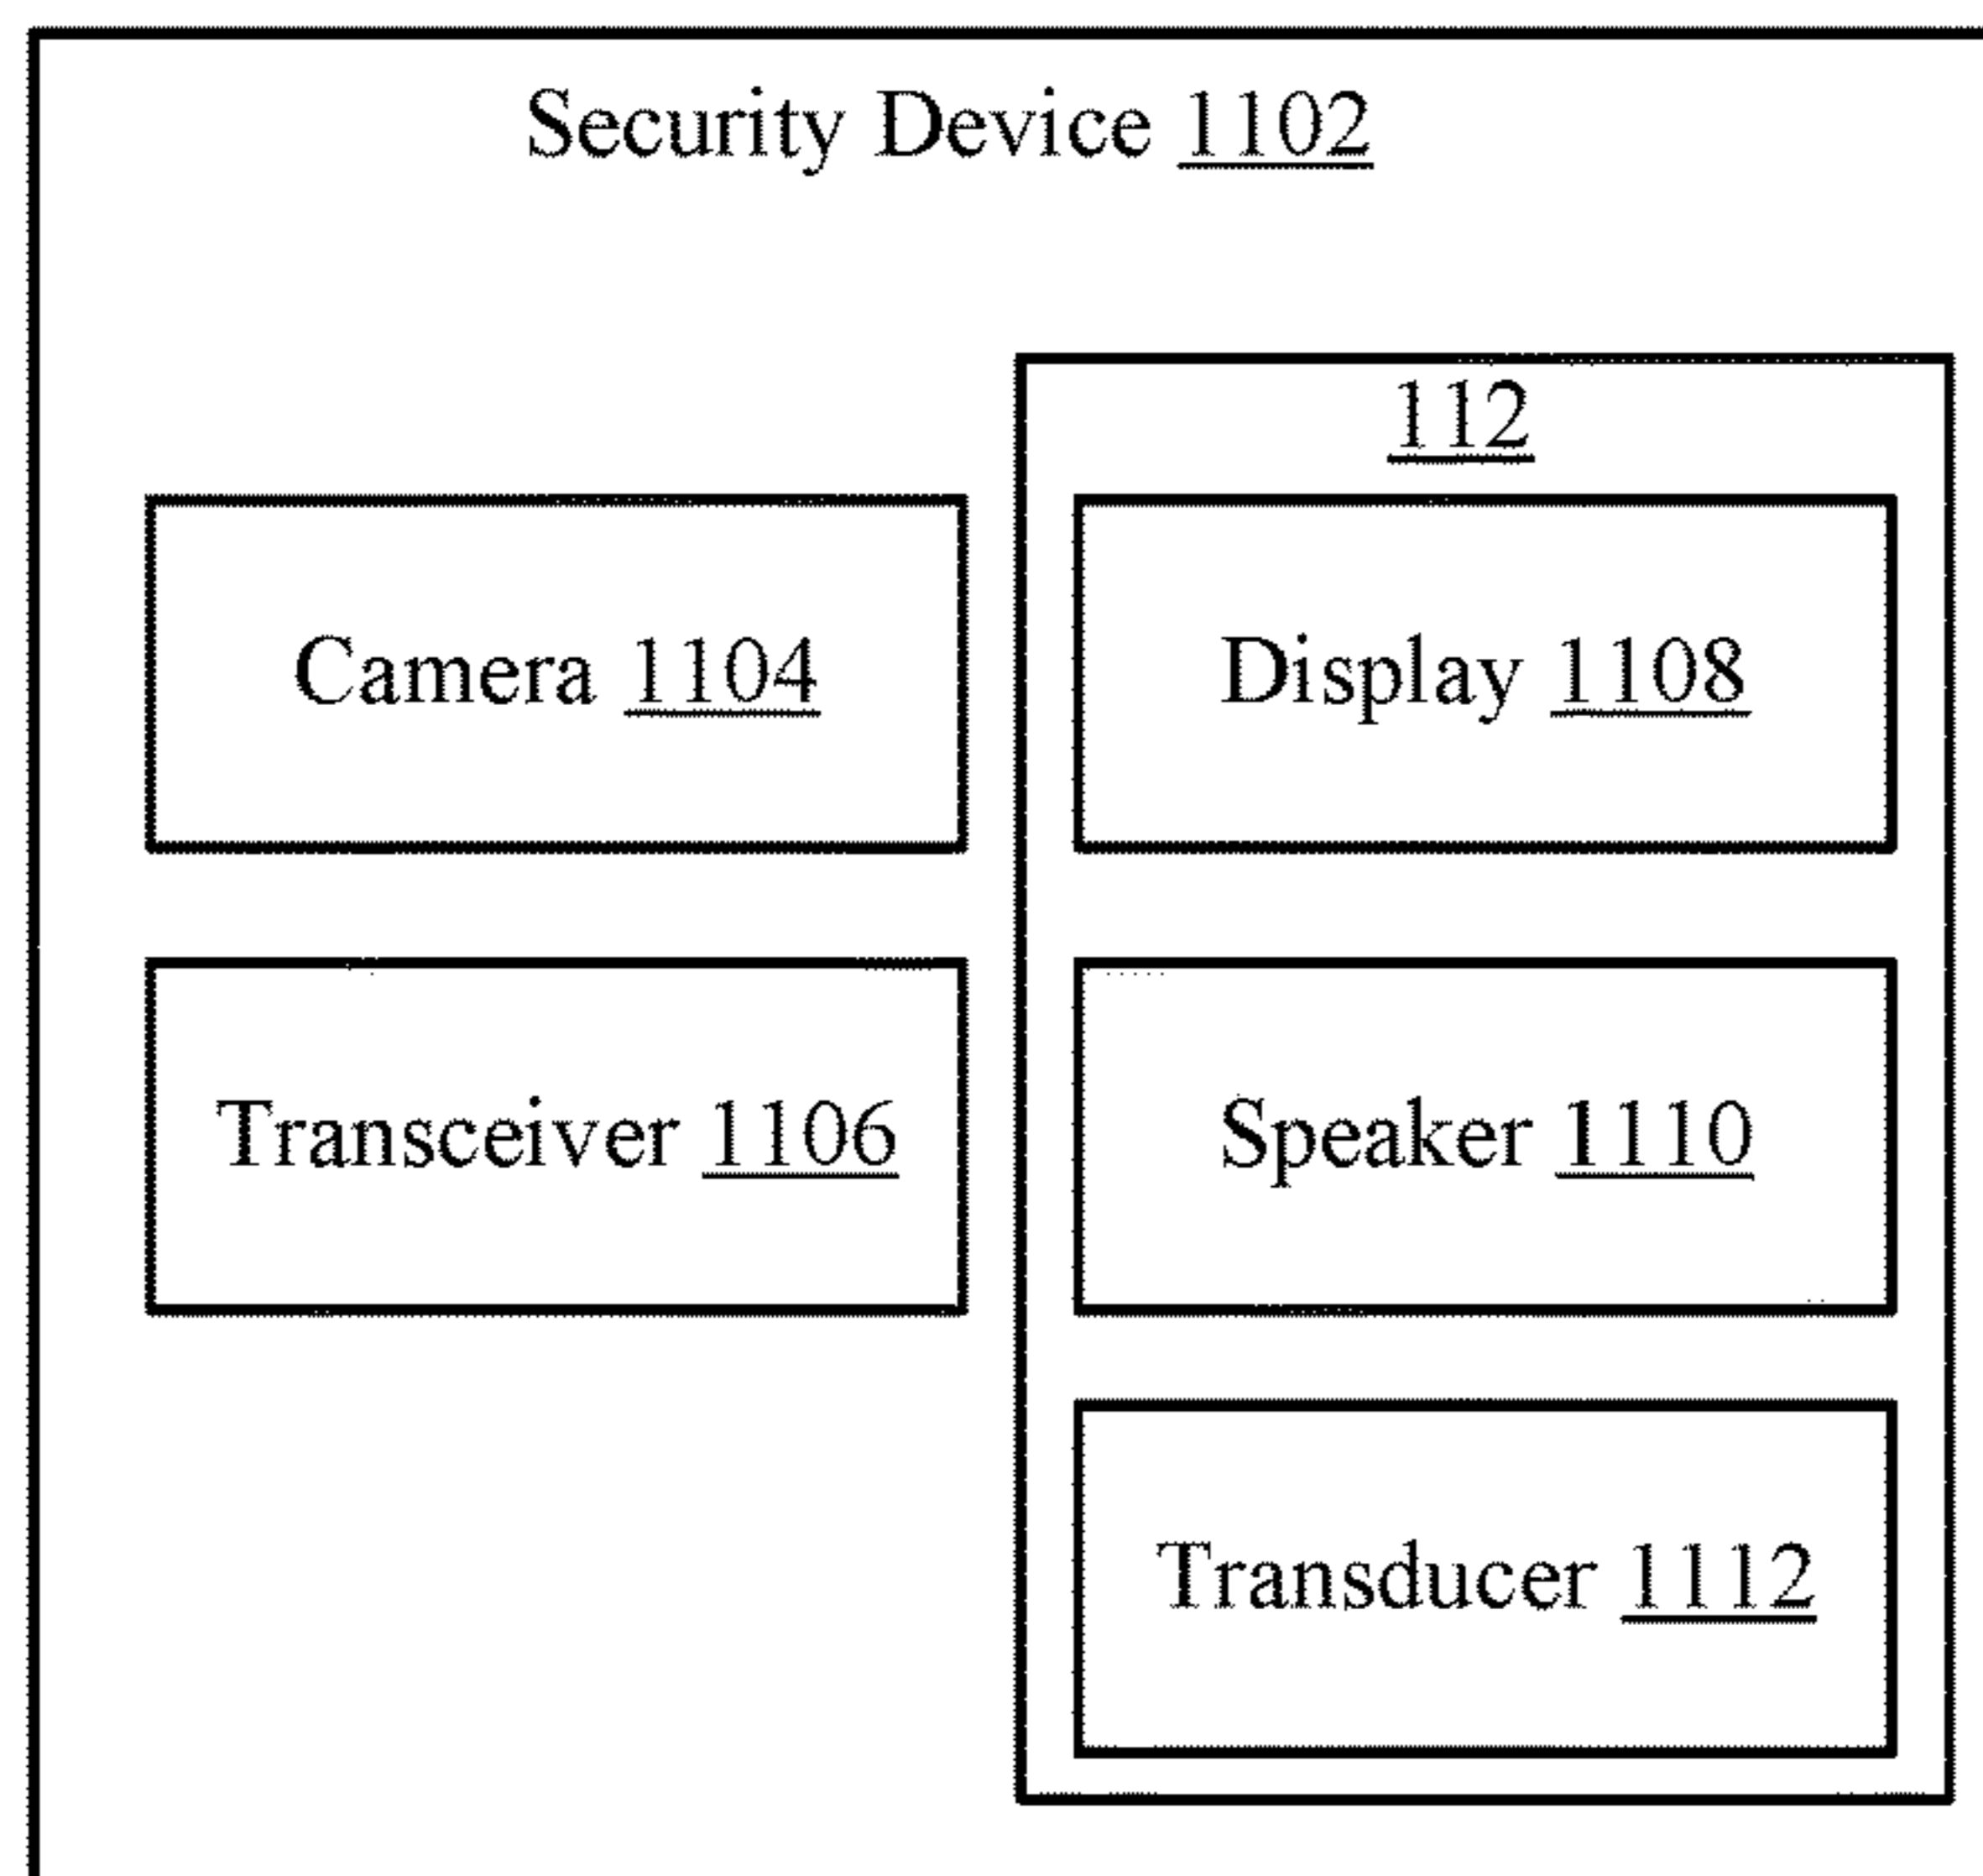 Security Device 1102
112
Camera 1104
Display 1108
Transceiver 1106
Speaker 1110
Transducer 1112